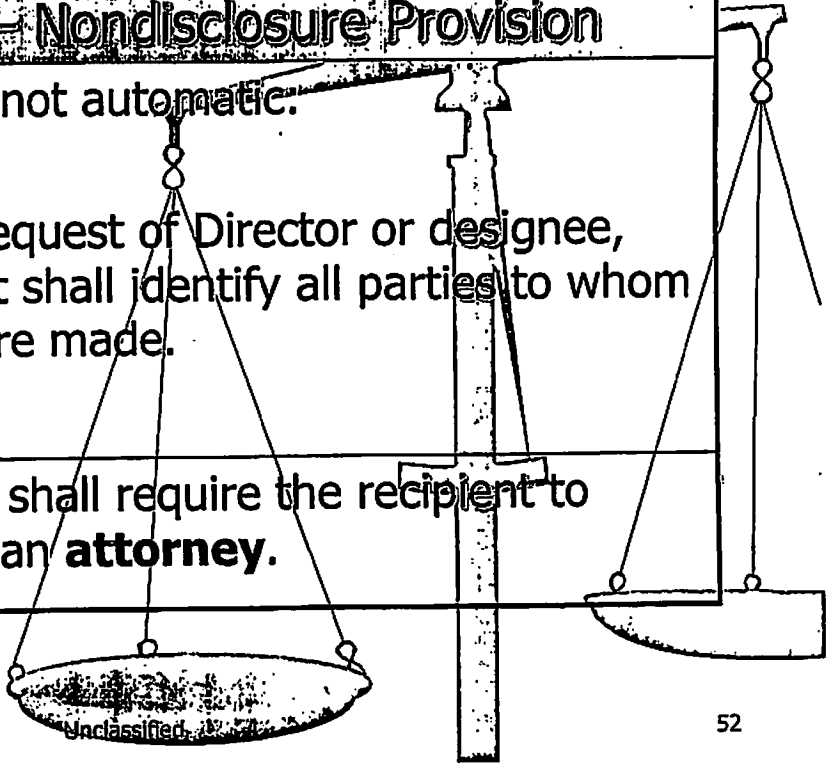 – Nondisclosure Provision
not automatic.
equest of Director or designee,
t shall identify all parties to whom
re made.
shall require the recipient to
an attorney.
Unclassified
52